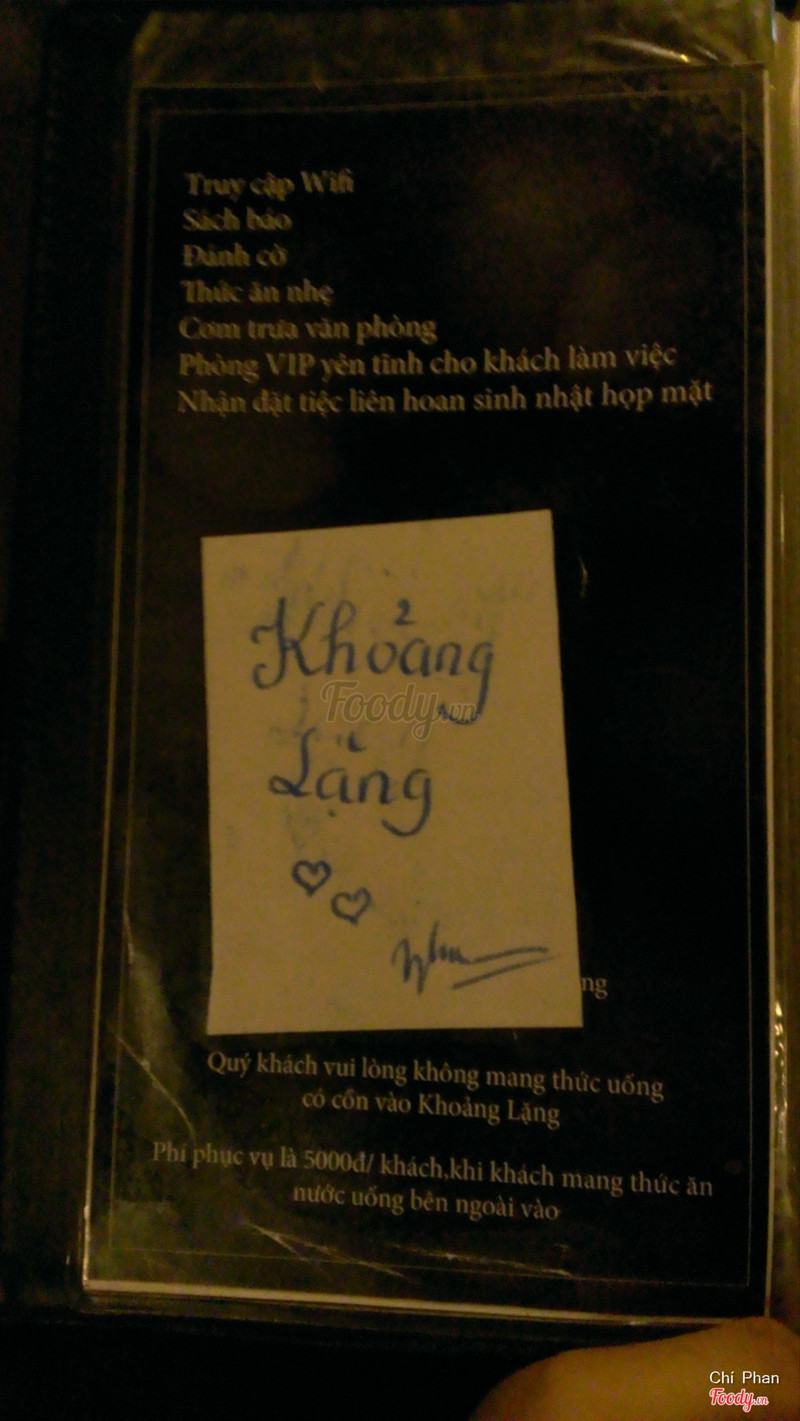 Truy cập Wifi
Sách báo
Đánh cờ
Thức ăn nhẹ
Cơm trưa văn phòng
Phòng VIP yên tĩnh cho khách làm việc
Nhận đặt tiệc liên hoan sinh nhật họp mặt
Khoảng
Foody.vn
Lặng
ng
Quý khách vui lòng không mang thức uống
có cồn vào Khoảng Lặng
Phí phục vụ là 5000đ/ khách,khi khách mang thức ăn
nước uống bên ngoài vào
Chí Phan
Foody.vn